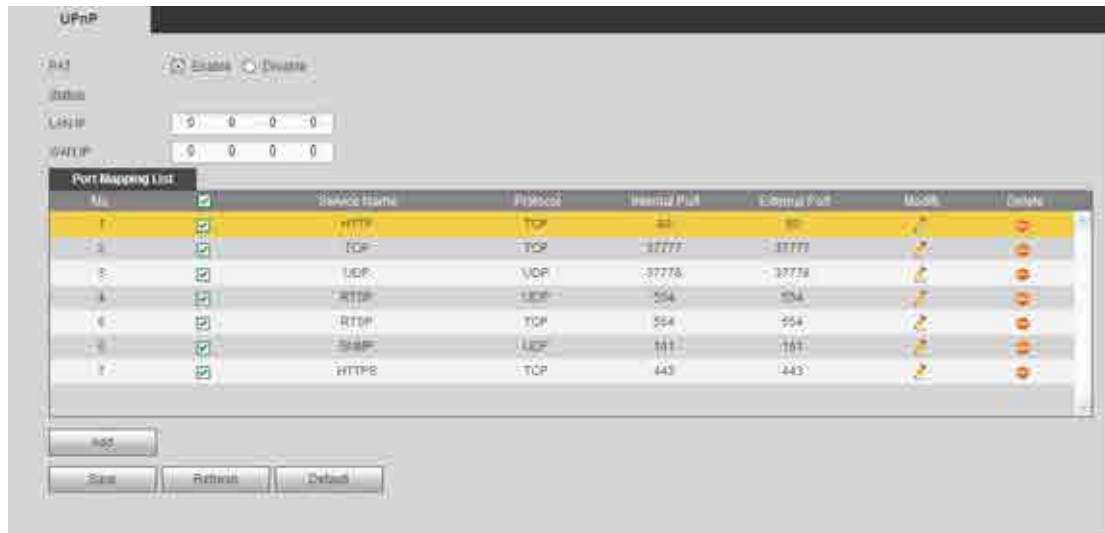 UPnP
PAT Enable Disable
Status
LAN IP 0 0 0 0
WAN IP 0 0 0 0
Port Mapping List
No. Service Name Protocol Internal Port External Port Modify Delete
1 HTTP TCP 80 80
2 TCP TCP 37777 37777
3 UDP UDP 37778 37778
4 RTSP UDP 554 554
5 RTSP TCP 554 554
6 SNMP UDP 161 161
7 HTTPS TCP 443 443
Add
Save Refresh Default